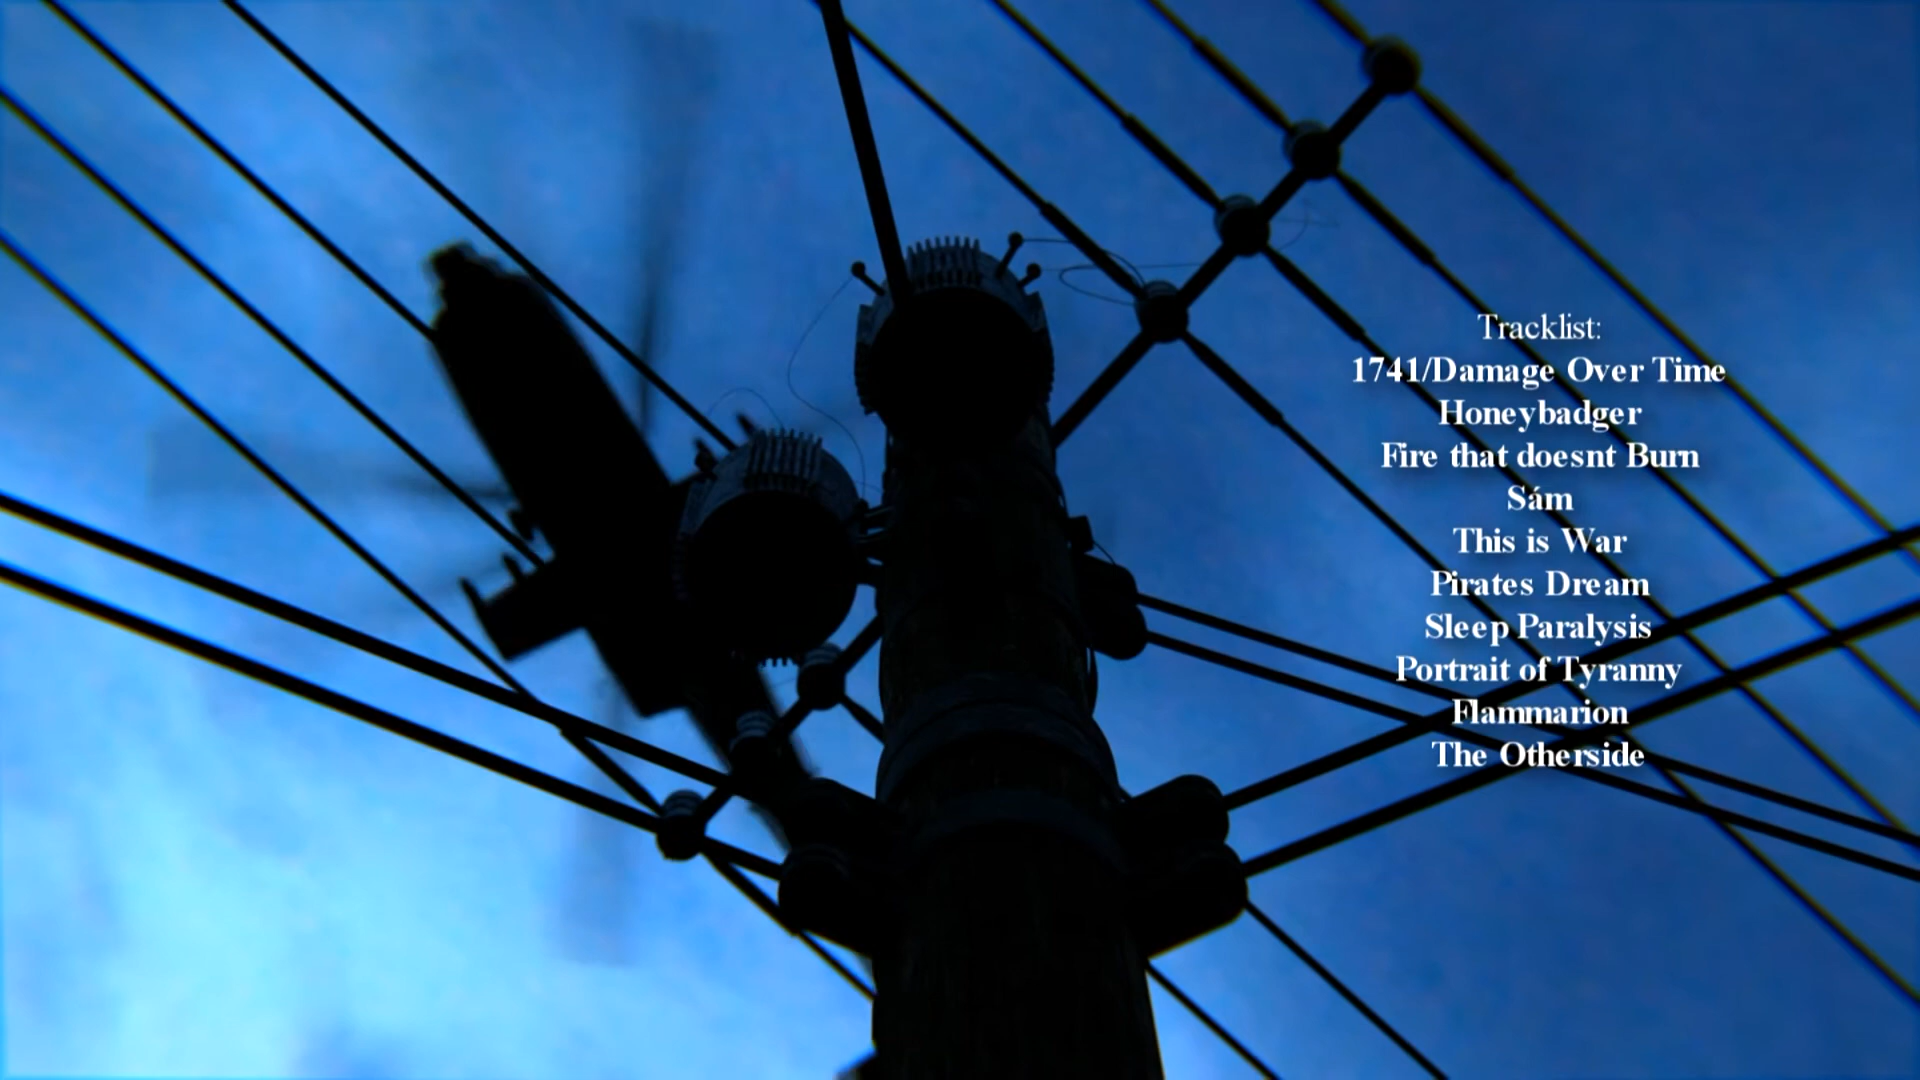 Tracklist:
1741/Damage Over Time
Honeybadger
Fire that doesnt Burn
Sám
This is War
Pirates Dream
Sleep Paralysis
Portrait of Tyranny
Flammarion
The Otherside